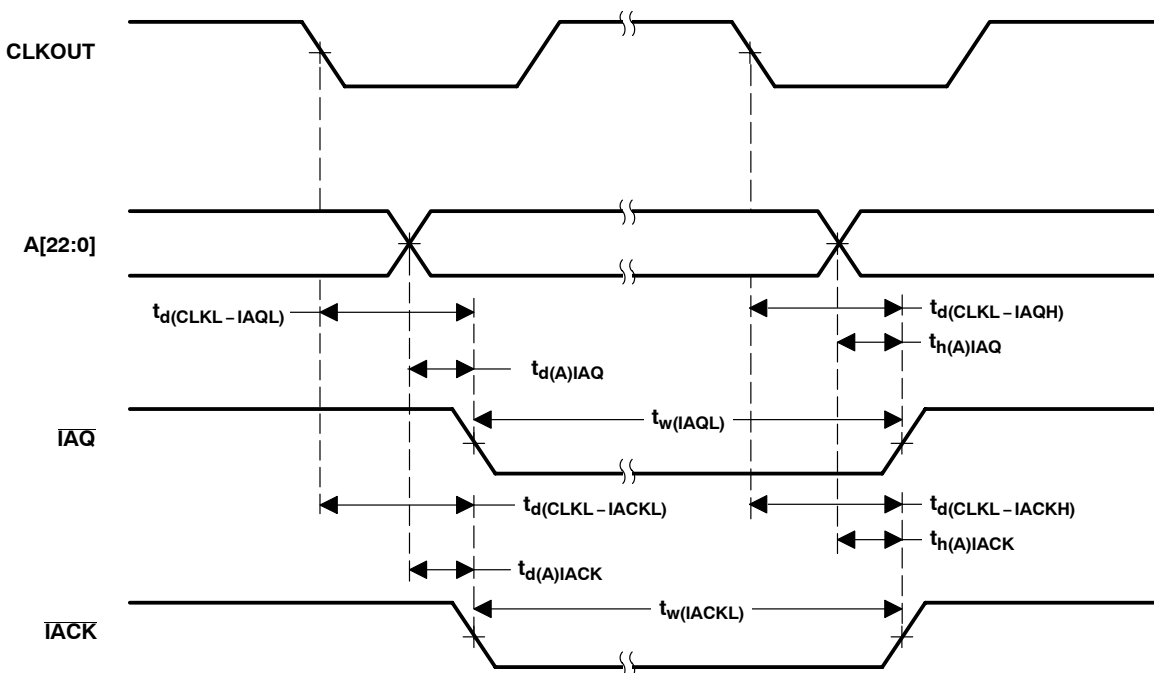 CLKOUT
A[22:0]
td(CLKL – IAQL)
td(CLKL – IAQH)
th(A)IAQ
td(A)IAQ
tw(IAQL)
IAQ
td(CLKL – IACKL)
td(CLKL – IACKH)
th(A)IACK
td(A)IACK
tw(IACKL)
IACK